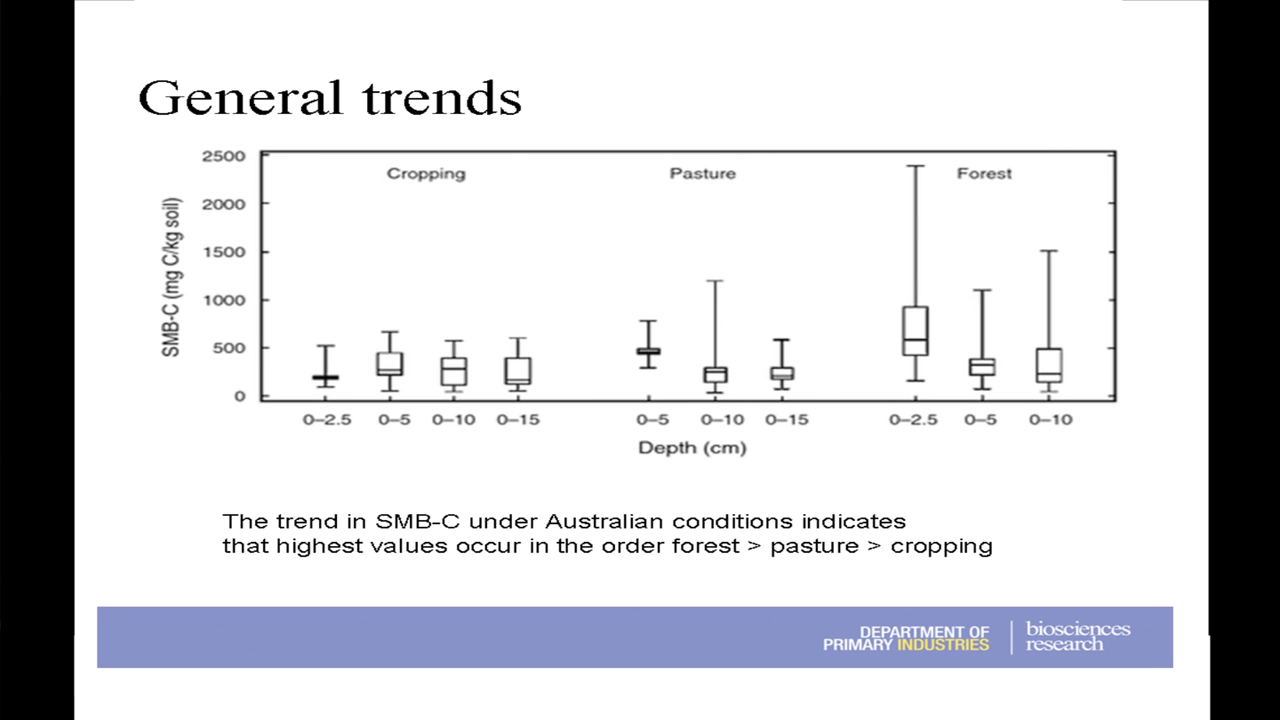 General trends
2500
2000
1500
1000
500
0
SMB-C (mg C/kg soil)
Cropping
Pasture
Forest
0–2.5 0–5 0–10 0–15 0–5 0–10 0–15 0–2.5 0–5 0–10
Depth (cm)
The trend in SMB-C under Australian conditions indicates
that highest values occur in the order forest > pasture > cropping
DEPARTMENT OF
PRIMARY INDUSTRIES
biosciences
research